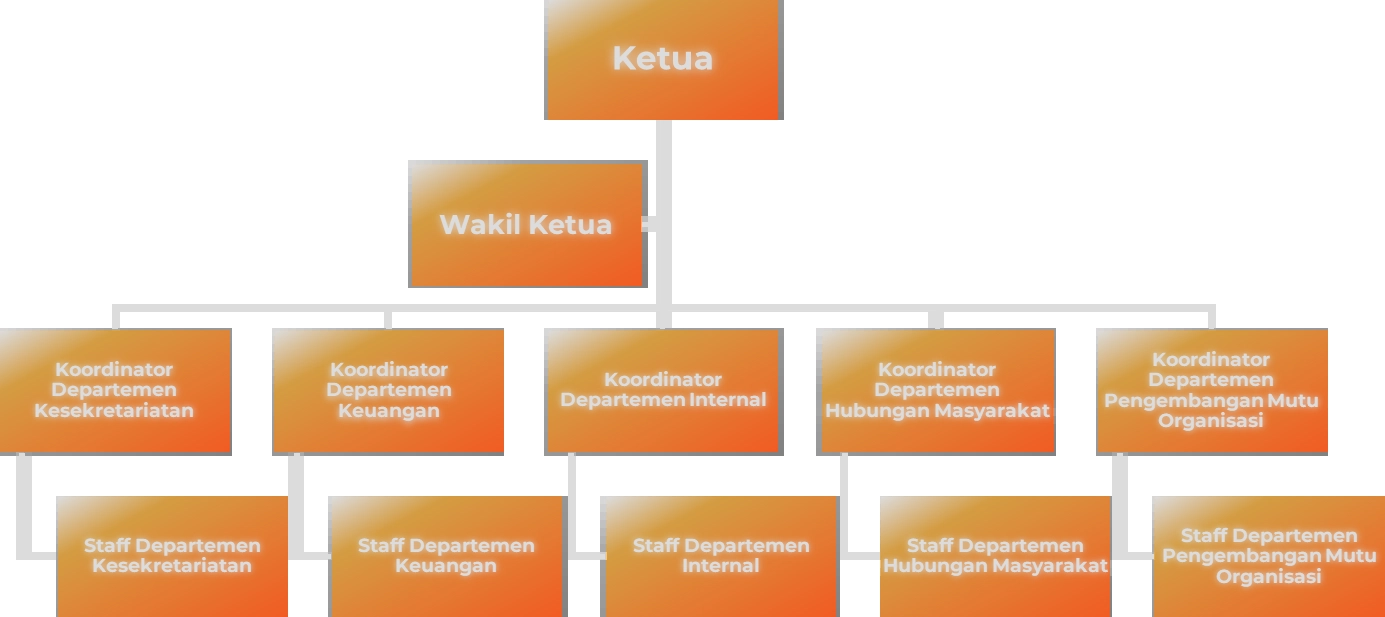 Ketua
Wakil Ketua
Koordinator
Departemen
Kesekretariatan
Koordinator
Departemen
Keuangan
Koordinator
Departemen Internal
Koordinator
Departemen
Hubungan Masyarakat
Koordinator
Departemen
Pengembangan Mutu
Organisasi
Staff Departemen
Kesekretariatan
Staff Departemen
Keuangan
Staff Departemen
Internal
Staff Departemen
Hubungan Masyarakat
Staff Departemen
Pengembangan Mutu
Organisasi